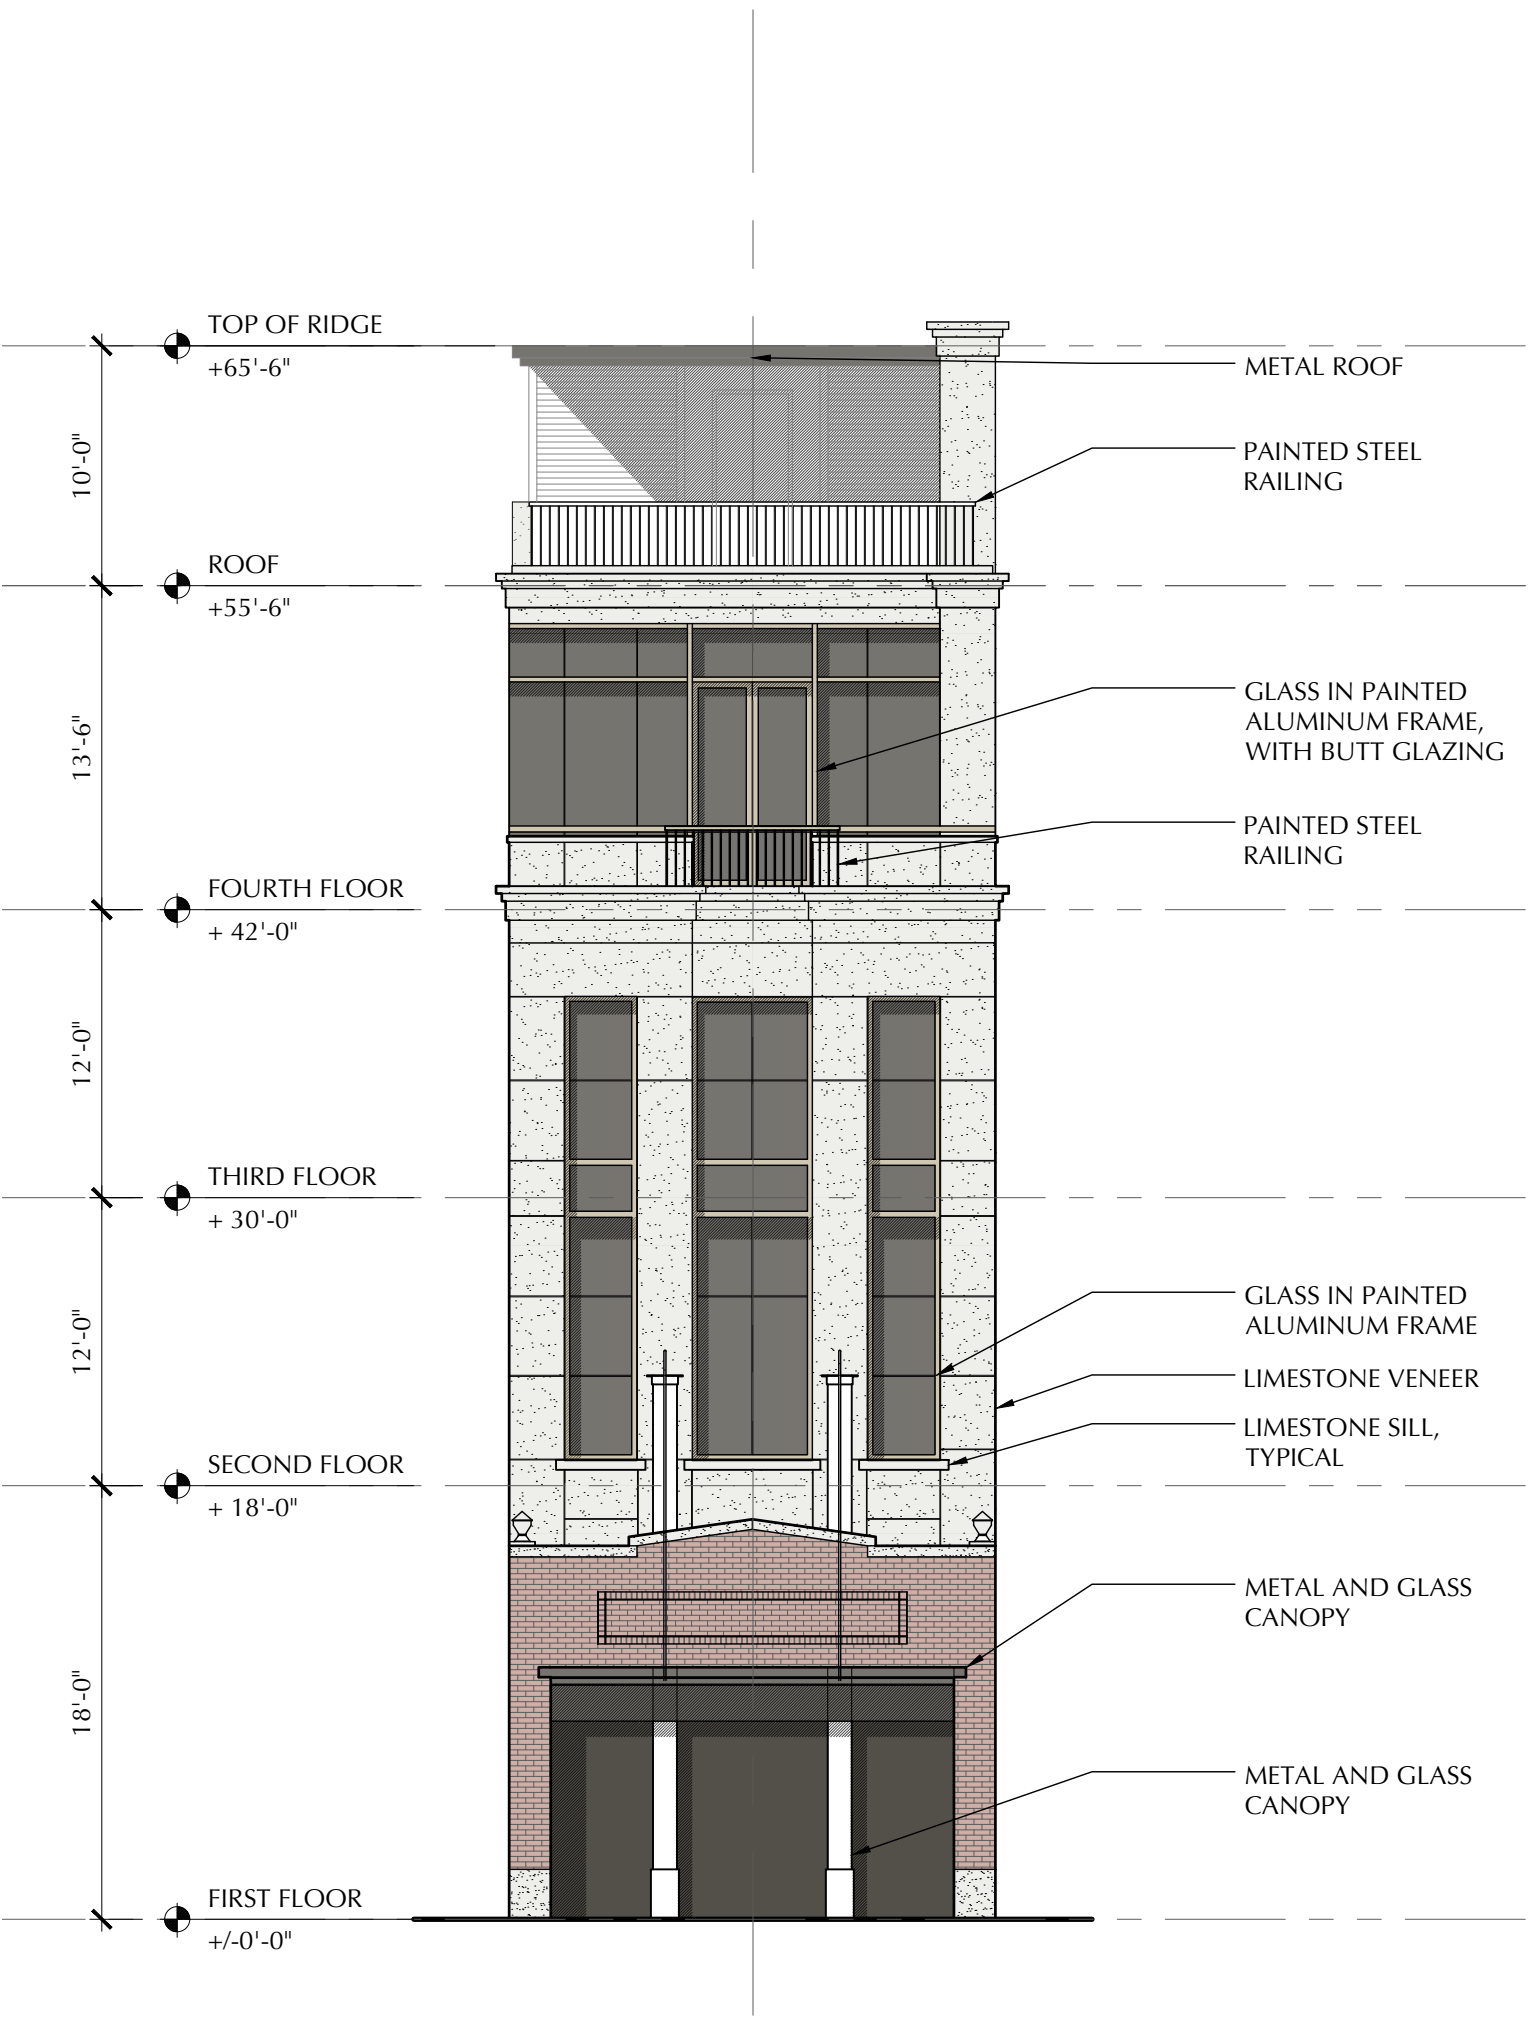 TOP OF RIDGE
+65'-6"
METAL ROOF
10'-0"
PAINTED STEEL
RAILING
ROOF
+55'-6"
13'-6"
GLASS IN PAINTED
ALUMINUM FRAME,
WITH BUTT GLAZING
PAINTED STEEL
RAILING
FOURTH FLOOR
+ 42'-0"
12'-0"
THIRD FLOOR
+ 30'-0"
12'-0"
GLASS IN PAINTED
ALUMINUM FRAME
LIMESTONE VENEER
LIMESTONE SILL,
TYPICAL
SECOND FLOOR
+ 18'-0"
METAL AND GLASS
CANOPY
18'-0"
METAL AND GLASS
CANOPY
FIRST FLOOR
+/-0'-0"